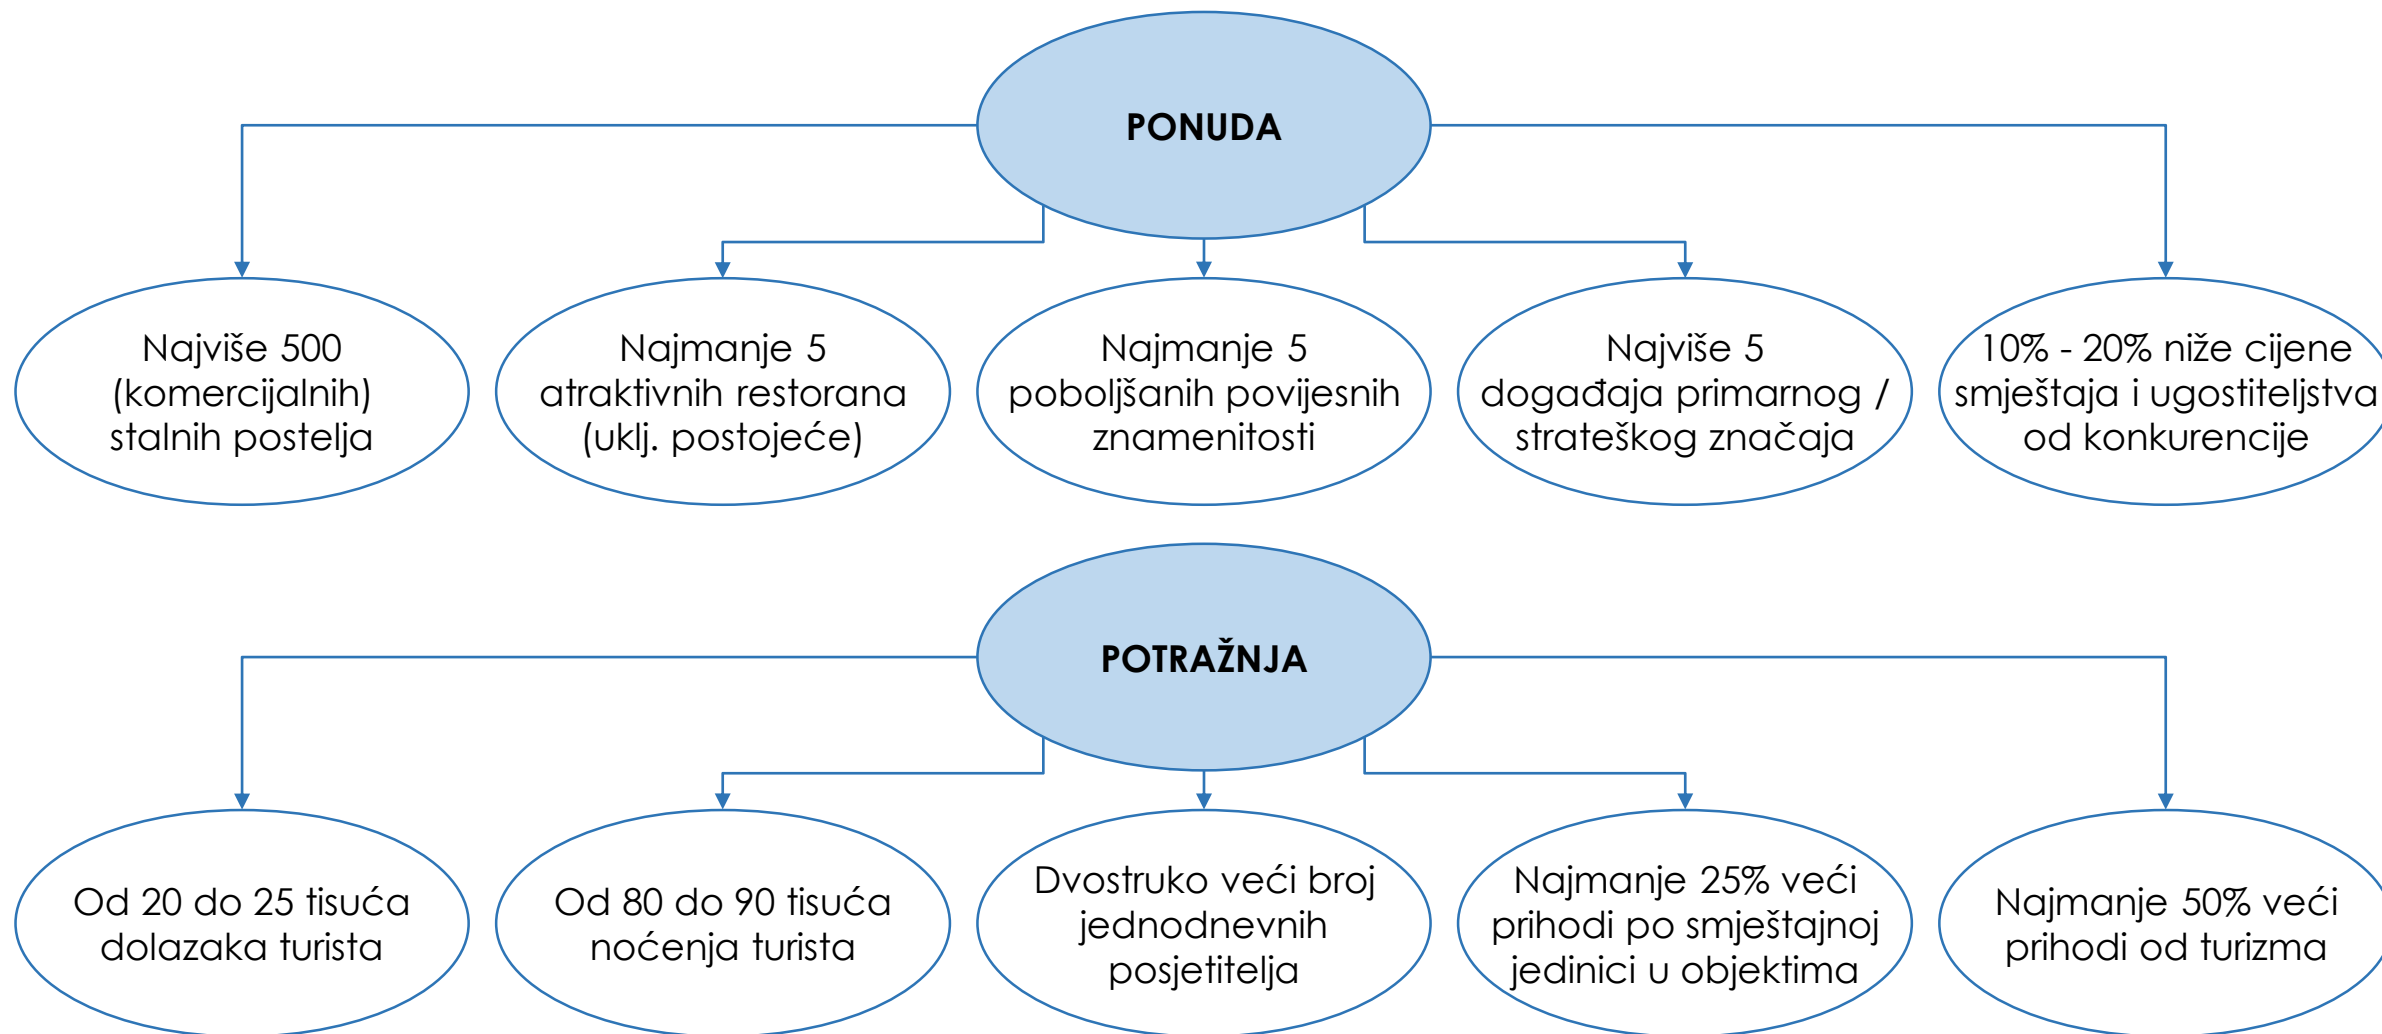 PONUDA
Najviše 500
(komercijalnih)
stalnih postelja
Najmanje 5
atraktivnih restorana
(uklj. postojeće)
Najmanje 5
poboljšanih povijesnih
znamenitosti
Najviše 5
događaja primarnog /
strateškog značaja
10% - 20% niže cijene
smještaja i ugostiteljstva
od konkurencije
POTRAŽNJA
Od 20 do 25 tisuća
dolazaka turista
Od 80 do 90 tisuća
noćenja turista
Dvostruko veći broj
jednodnevnih
posjetitelja
Najmanje 25% veći
prihodi po smještajnoj
jedinici u objektima
Najmanje 50% veći
prihodi od turizma